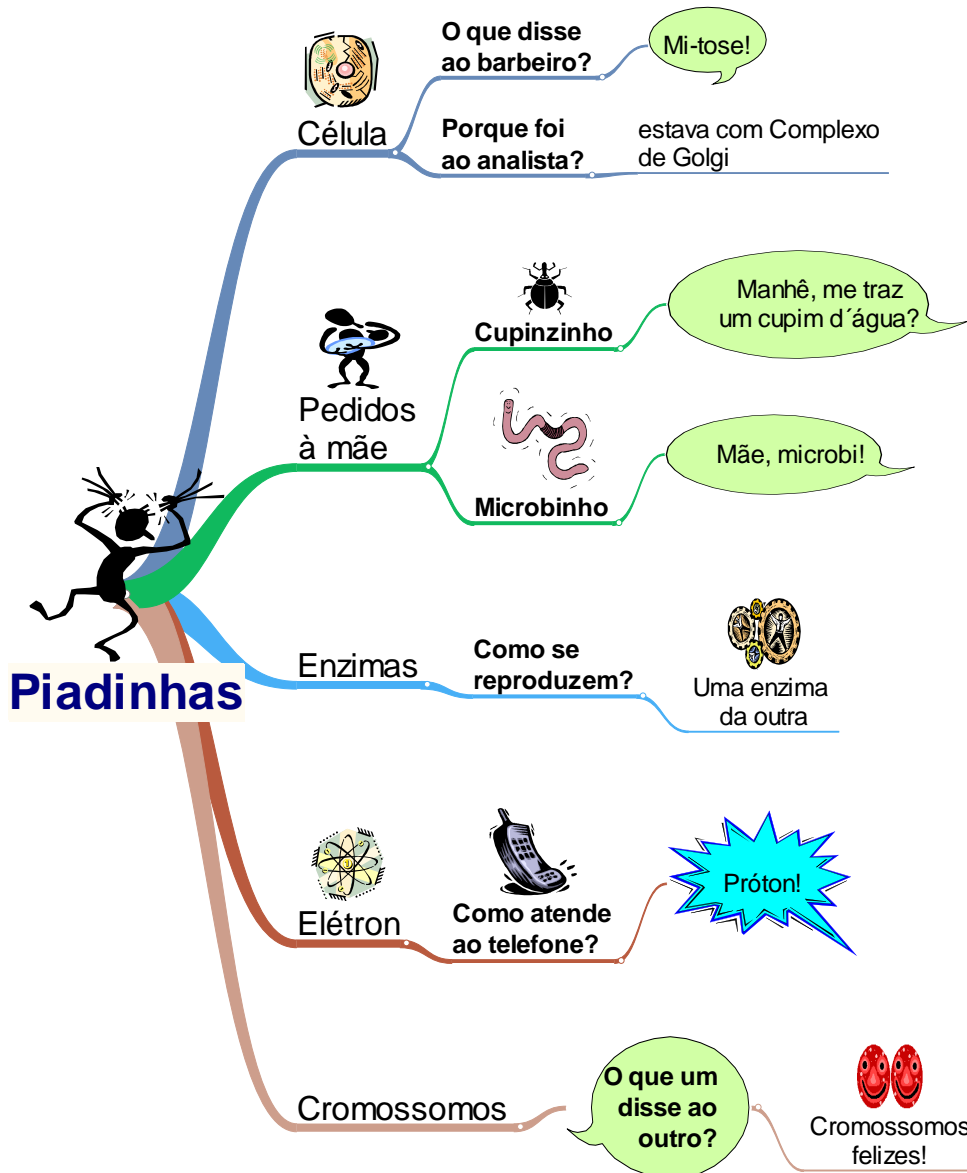 O que disse
ao barbeiro?
Mi-tose!
Célula
Porque foi
ao analista?
estava com Complexo
de Golgi
Manhê, me traz
um cupim d´água?
Cupinzinho
Pedidos
à mãe
Mãe, microbi!
Microbinho
Piadinhas
Enzimas
Como se
reproduzem?
Uma enzima
da outra
Elétron
Como atende
ao telefone?
Próton!
Cromossomos
O que um
disse ao
outro?
Cromossomos
felizes!